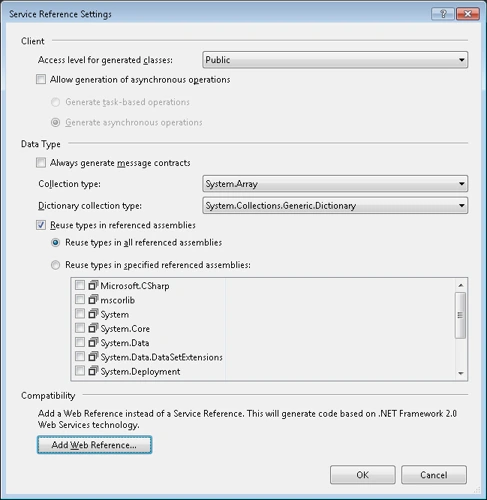 Service Reference Settings
Client
Access level for generated classes: Public
Allow generation of asynchronous operations
Generate task-based operations
Generate asynchronous operations
Data Type
Always generate message contracts
Collection type: System.Array
Dictionary collection type: System.Collections.Generic.Dictionary
Reuse types in referenced assemblies
Reuse types in all referenced assemblies
Reuse types in specified referenced assemblies:
Microsoft.CSharp
mscorlib
System
System.Core
System.Data
System.Data.DataSetExtensions
System.Deployment
Compatibility
Add a Web Reference instead of a Service Reference. This will generate code based on .NET Framework 2.0
Web Services technology.
Add Web Reference...
OK Cancel